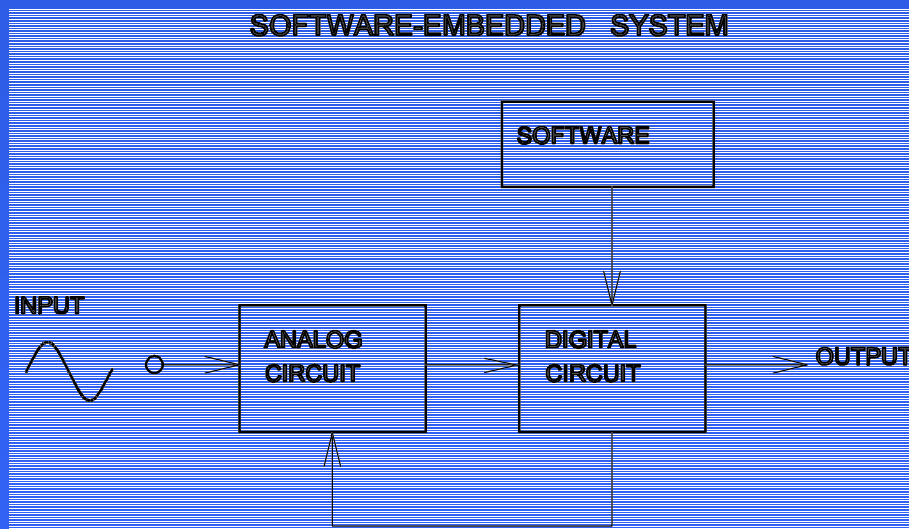 SOFTWARE-EMBEDDED SYSTEM
SOFTWARE
INPUT
ANALOG
CIRCUIT
DIGITAL
CIRCUIT
OUTPUT